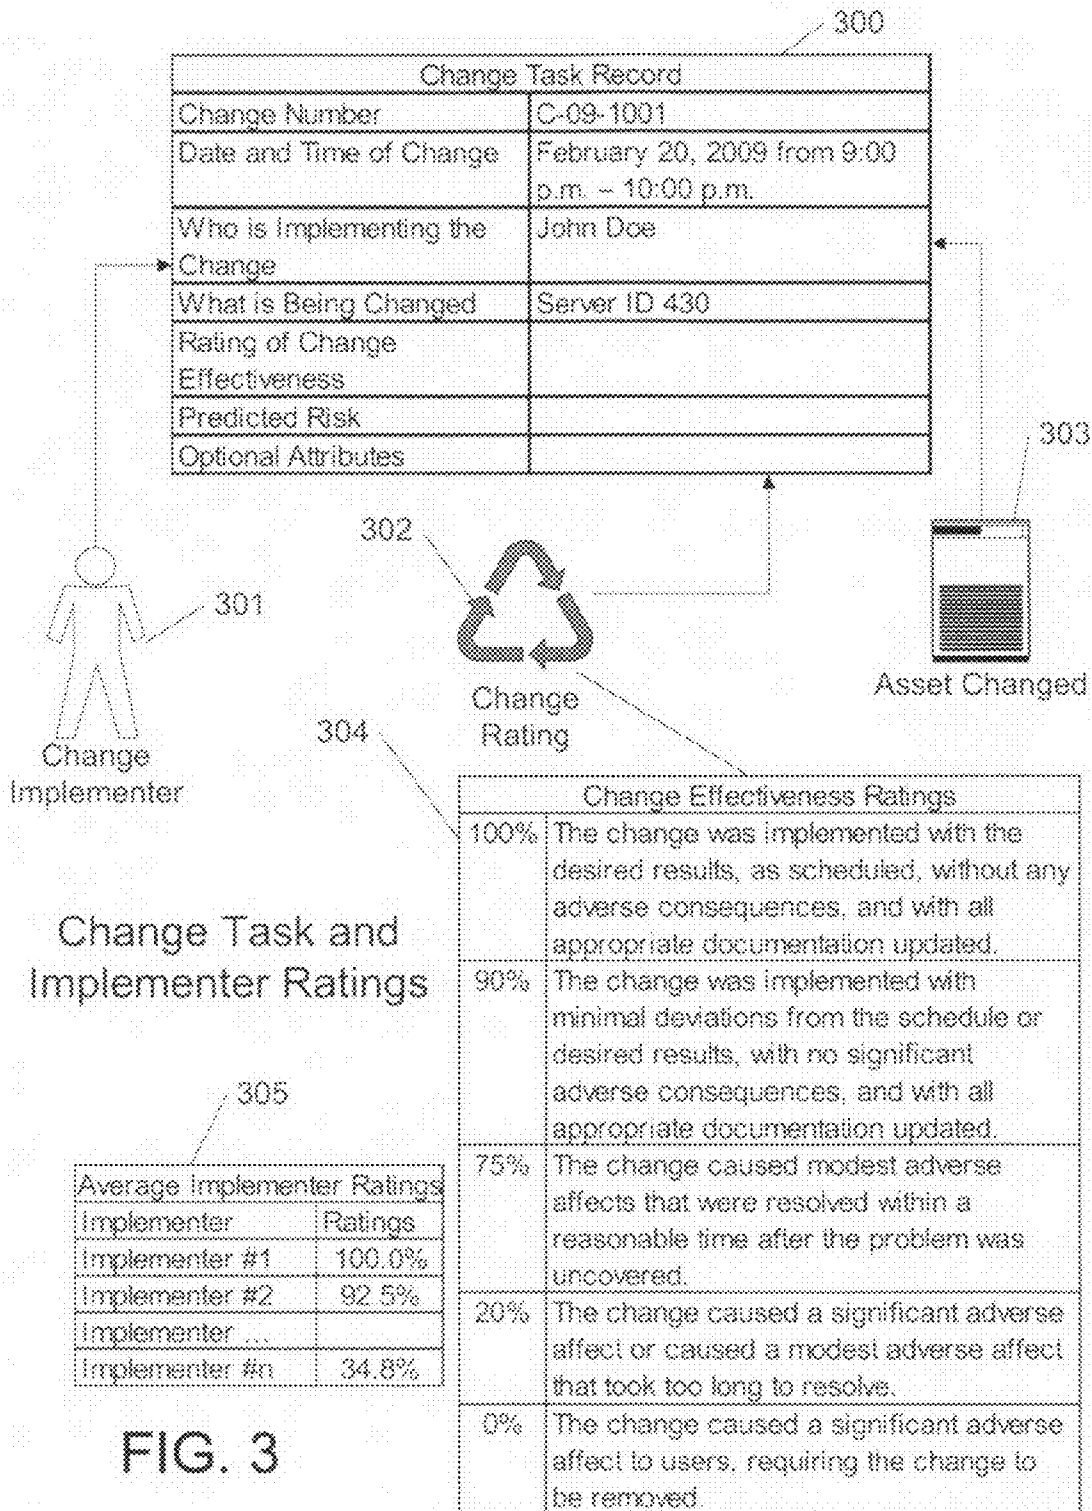 300
Change Task Record
Change Number C-09-1001
Date and Time of Change February 20, 2009 from 9:00
p.m. – 10:00 p.m.
Who is Implementing the John Doe
Change
What is Being Changed Server ID 430
Rating of Change
Effectiveness
Predicted Risk
Optional Attributes
303
302
301
Asset Changed
Change
Rating
304
Change
Implementer
Change Effectiveness Ratings
100% The change was implemented with the
desired results, as scheduled, without any
adverse consequences, and with all
appropriate documentation updated.
Change Task and
Implementer Ratings
90% The change was implemented with
minimal deviations from the schedule or
desired results, with no significant
adverse consequences, and with all
appropriate documentation updated.
305
75% The change caused modest adverse
affects that were resolved within a
reasonable time after the problem was
uncovered.
Average Implementer Ratings
Implementer Ratings
Implementer #1 100.0%
Implementer #2 92.5%
Implementer ...
Implementer #n 34.8%
20% The change caused a significant adverse
affect or caused a modest adverse affect
that took too long to resolve.
0% The change caused a significant adverse
affect to users, requiring the change to
be removed.
FIG. 3